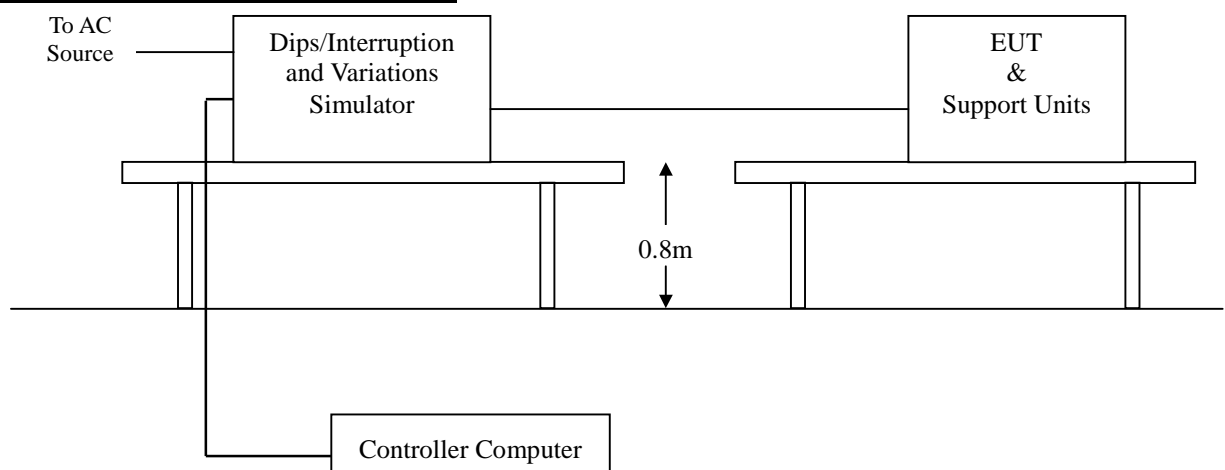 To AC
Source
Dips/Interruption
and Variations
Simulator
EUT
&
Support Units
0.8m
Controller Computer